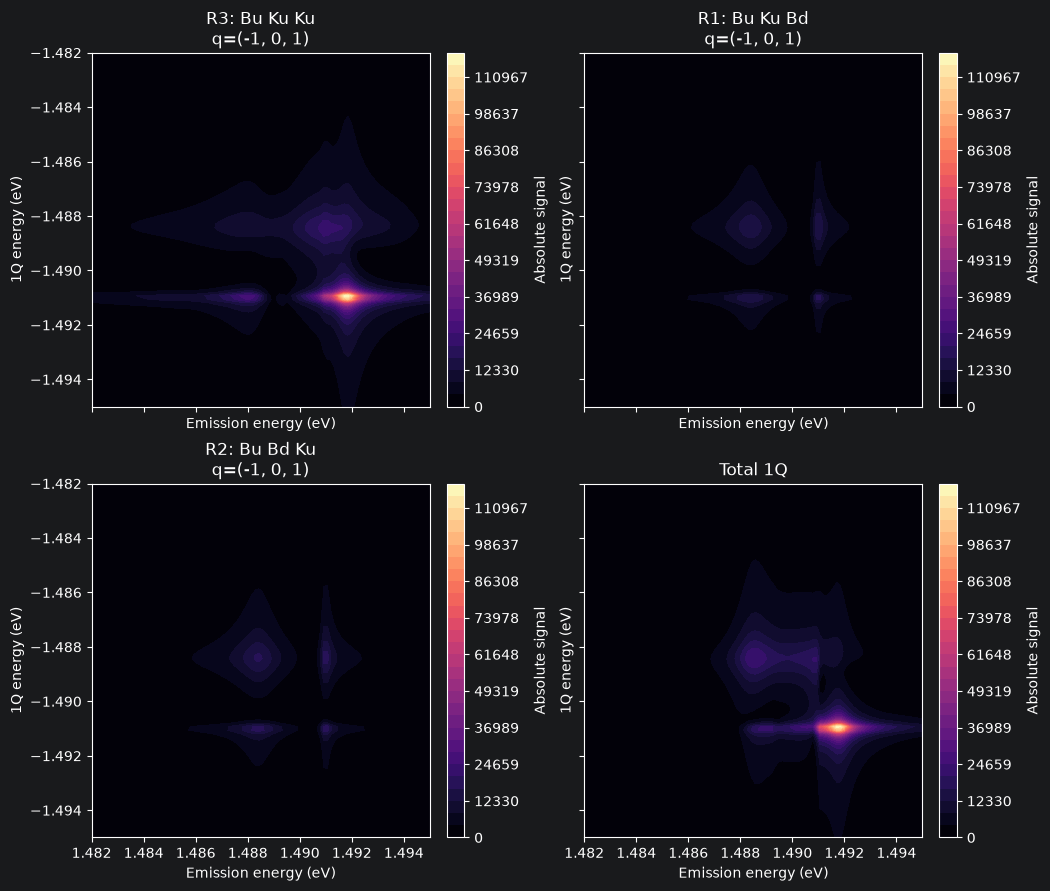 R3: Bu Ku Ku
q=(-1, 0, 1)
−1.482
−1.484
−1.486
−1.488
−1.490
−1.492
−1.494
1Q energy (eV)
Emission energy (eV)
110967
98637
86308
73978
61648
49319
36989
24659
12330
0
Absolute signal
R1: Bu Ku Bd
q=(-1, 0, 1)
1Q energy (eV)
Emission energy (eV)
110967
98637
86308
73978
61648
49319
36989
24659
12330
0
Absolute signal
R2: Bu Bd Ku
q=(-1, 0, 1)
−1.482
−1.484
−1.486
−1.488
−1.490
−1.492
−1.494
1Q energy (eV)
1.482 1.484 1.486 1.488 1.490 1.492 1.494
Emission energy (eV)
110967
98637
86308
73978
61648
49319
36989
24659
12330
0
Absolute signal
Total 1Q
1Q energy (eV)
1.482 1.484 1.486 1.488 1.490 1.492 1.494
Emission energy (eV)
110967
98637
86308
73978
61648
49319
36989
24659
12330
0
Absolute signal